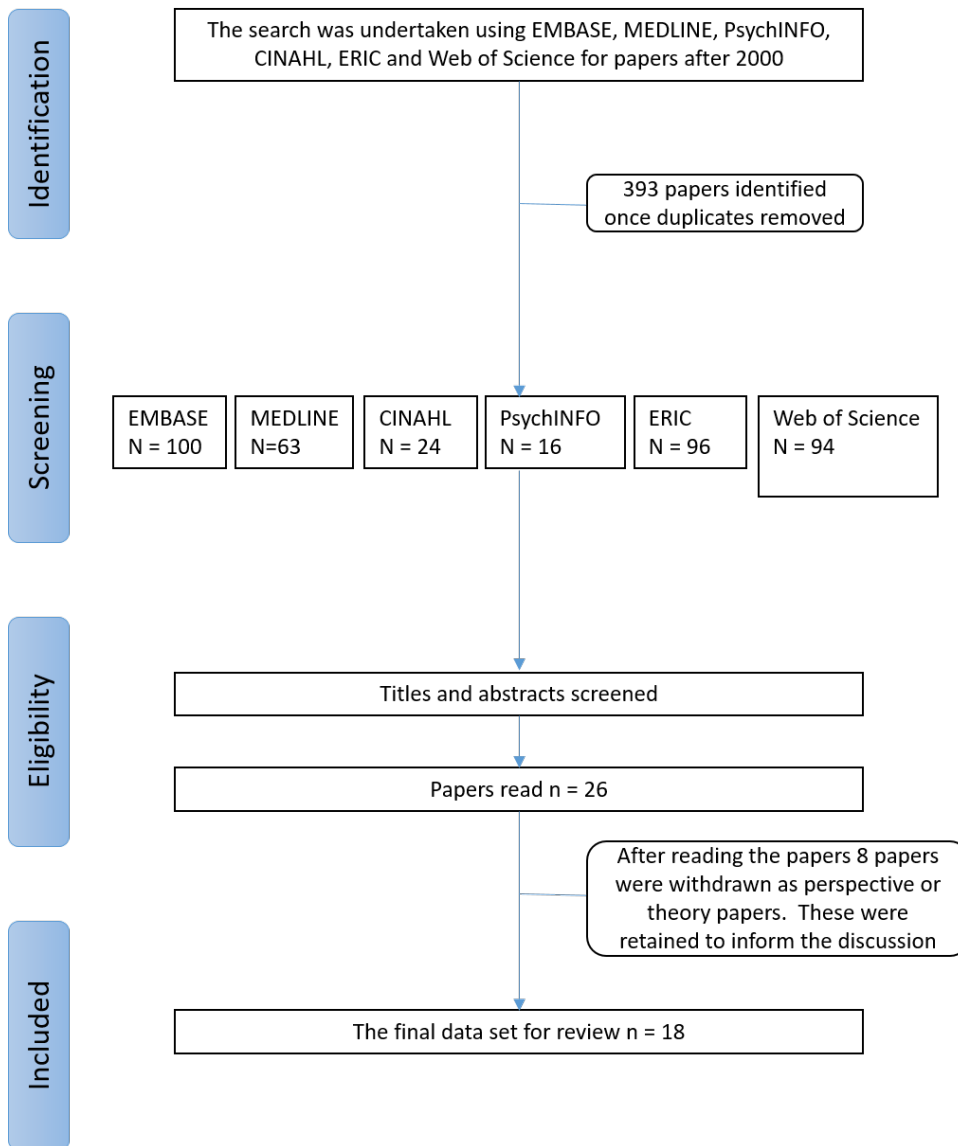 Identification
The search was undertaken using EMBASE, MEDLINE, PsychINFO,
CINAHL, ERIC and Web of Science for papers after 2000
393 papers identified
once duplicates removed
Screening
EMBASE
N = 100
MEDLINE
N=63
CINAHL
N = 24
PsychINFO
N = 16
ERIC
N = 96
Web of Science
N = 94
Eligibility
Titles and abstracts screened
Papers read n = 26
After reading the papers 8 papers
were withdrawn as perspective or
theory papers.  These were
retained to inform the discussion
Included
The final data set for review n = 18